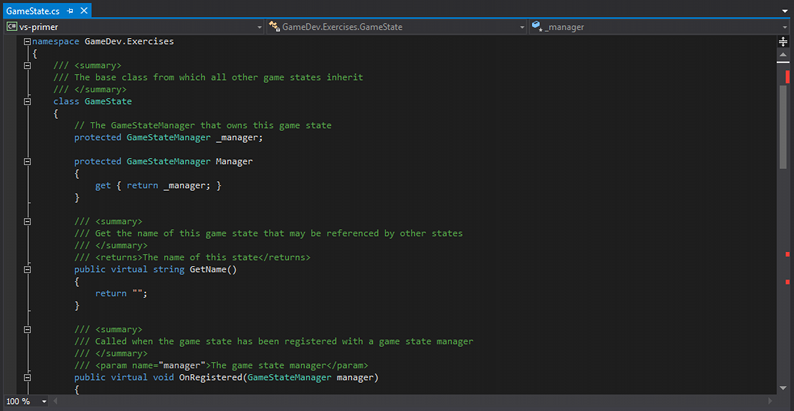 GameState.cs
C# vs-primer GameDev.Exercises.GameState _manager
namespace GameDev.Exercises
{
/// <summary>
/// The base class from which all other game states inherit
/// </summary>
class GameState
{
// The GameStateManager that owns this game state
protected GameStateManager _manager;
protected GameStateManager Manager
{
get { return _manager; }
}
/// <summary>
/// Get the name of this game state that may be referenced by other states
/// </summary>
/// <returns>The name of this state</returns>
public virtual string GetName()
{
return "";
}
/// <summary>
/// Called when the game state has been registered with a game state manager
/// </summary>
/// <param name="manager">The game state manager</param>
public virtual void OnRegistered(GameStateManager manager)
{
100 %